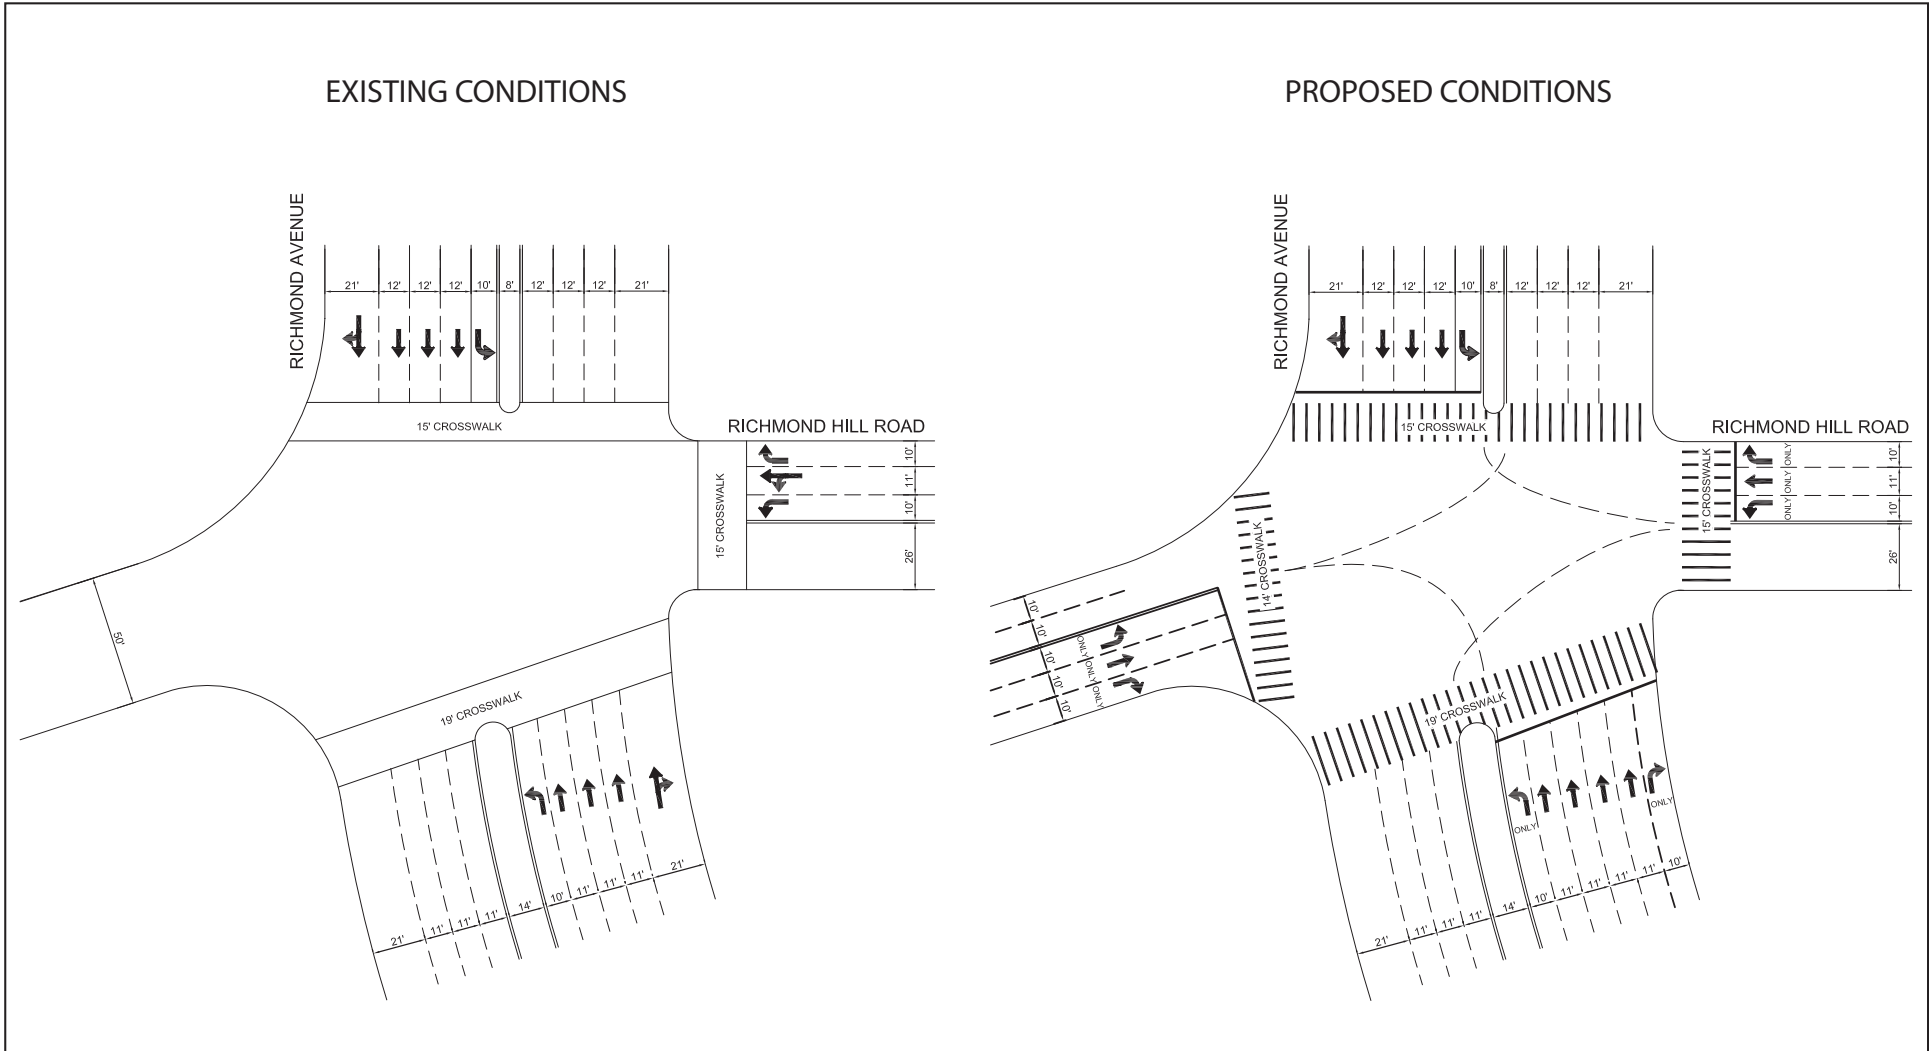 EXISTING CONDITIONS
RICHMOND AVENUE
21' 12' 12' 12' 10' 8' 12' 12' 12' 21'
15' CROSSWALK
RICHMOND HILL ROAD
10'
11'
10'
26'
15' CROSSWALK
50'
19' CROSSWALK
21' 11' 11' 11' 14' 10' 11' 11' 11' 21'
PROPOSED CONDITIONS
RICHMOND AVENUE
21' 12' 12' 12' 10' 8' 12' 12' 12' 21'
15' CROSSWALK
RICHMOND HILL ROAD
ONLY
ONLY
ONLY
10'
11'
10'
26'
15' CROSSWALK
14' CROSSWALK
10'
10'
10'
10'
10'
ONLY
ONLY
ONLY
19' CROSSWALK
ONLY
ONLY
21' 11' 11' 11' 14' 10' 11' 11' 11' 11' 10'